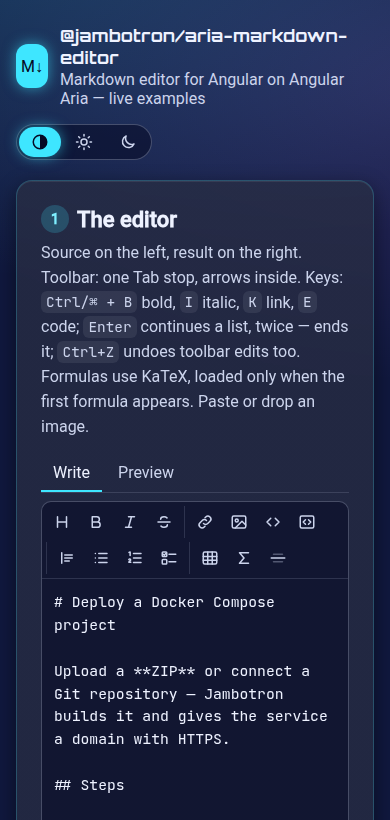 M↓
@jambotron/aria-markdown-
editor
Markdown editor for Angular on Angular
Aria — live examples
1 The editor
Source on the left, result on the right.
Toolbar: one Tab stop, arrows inside. Keys:
Ctrl/⌘ + B bold, I italic, K link, E
code; Enter continues a list, twice — ends
it; Ctrl+Z undoes toolbar edits too.
Formulas use KaTeX, loaded only when the
first formula appears. Paste or drop an
image.
Write Preview
# Deploy a Docker Compose
project
Upload a **ZIP** or connect a
Git repository — Jambotron
builds it and gives the service
a domain with HTTPS.
## Steps